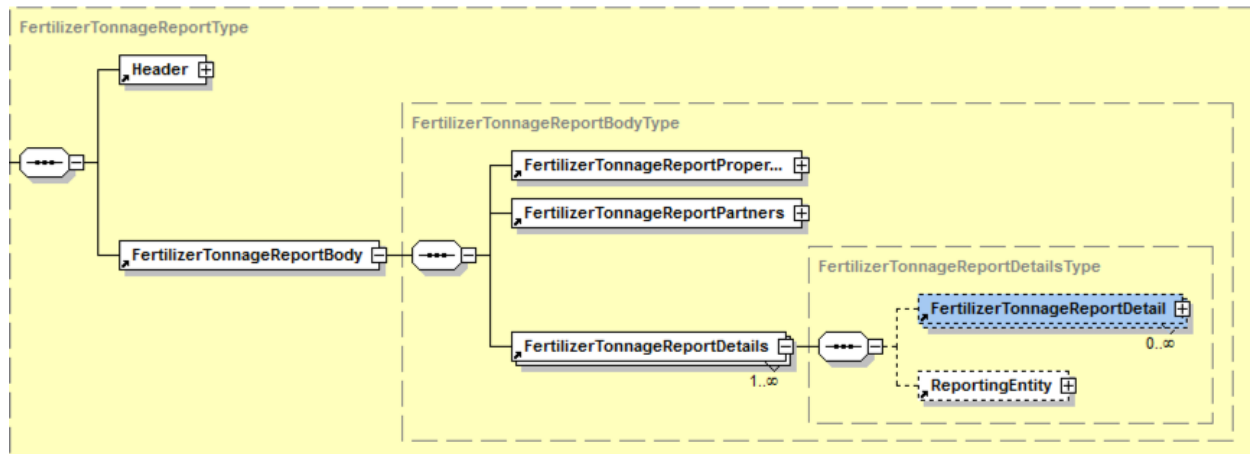 FertilizerTonnageReportType
Header
FertilizerTonnageReportBodyType
FertilizerTonnageReportProper...
FertilizerTonnageReportPartners
FertilizerTonnageReportBody
FertilizerTonnageReportDetailsType
FertilizerTonnageReportDetail
0..∞
FertilizerTonnageReportDetails
1..∞
ReportingEntity